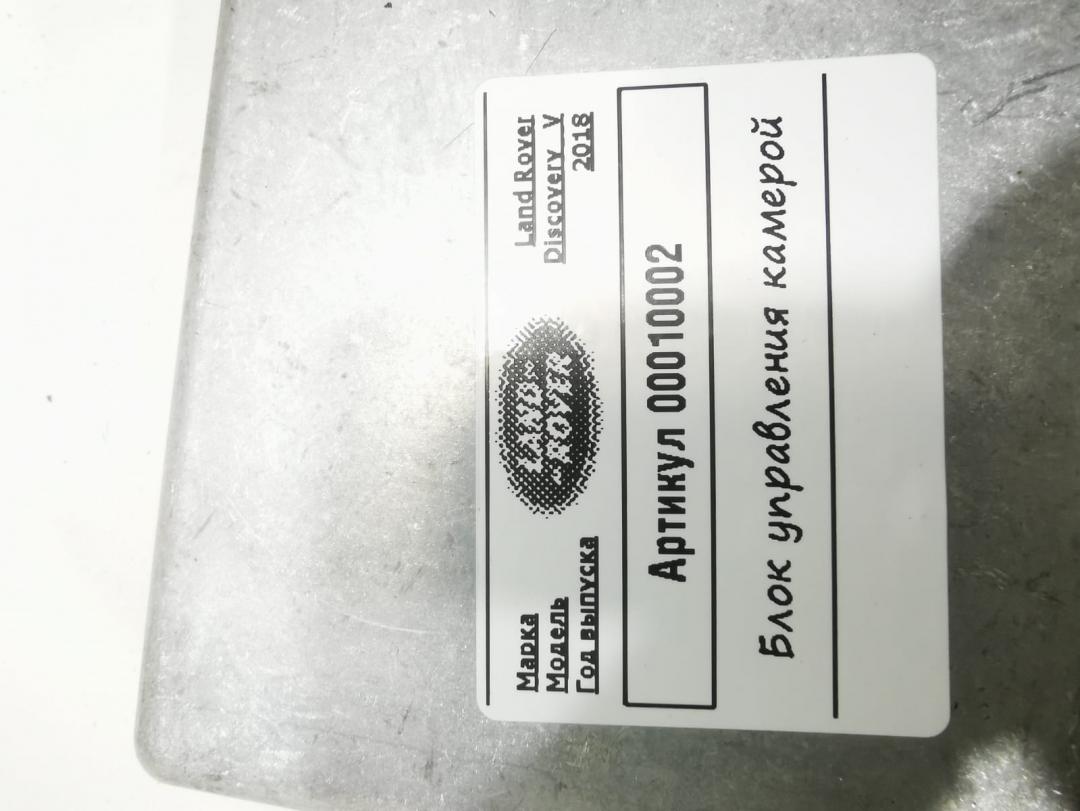 Марка Land Rover
Модель Discovery V
Год выпуска 2018
LAND-
-ROVER
Артикул 00010002
Блок управления камерой